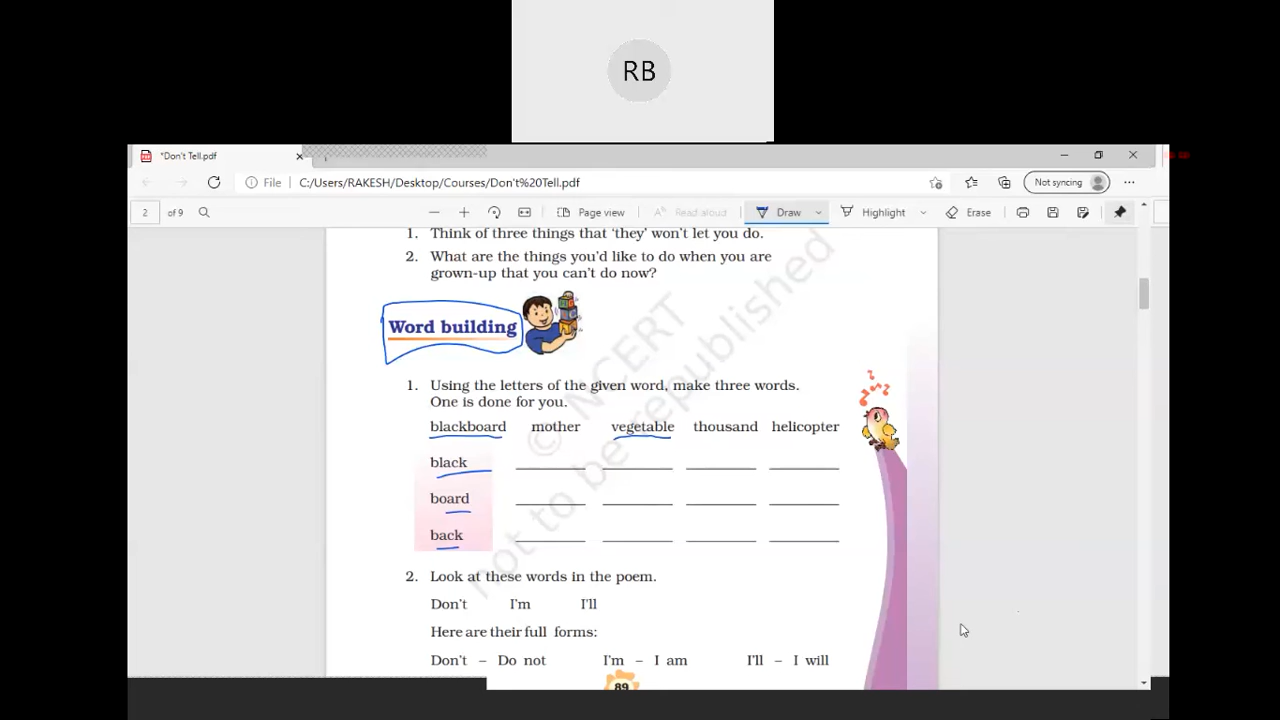 RB
*Don't Tell.pdf
File C:/Users/RAKESH/Desktop/Courses/Don't%20Tell.pdf Not syncing
2 of 9 Page view Read aloud Draw Highlight Erase
1. Think of three things that 'they' won't let you do.
2. What are the things you'd like to do when you are
grown-up that you can't do now?
Word building
1. Using the letters of the given word, make three words.
One is done for you.
blackboard mother vegetable thousand helicopter
black
board
back
2. Look at these words in the poem.
Don't I'm I'll
Here are their full forms:
Don't – Do not I'm – I am I'll – I will
89
© NCERT
not to be republished